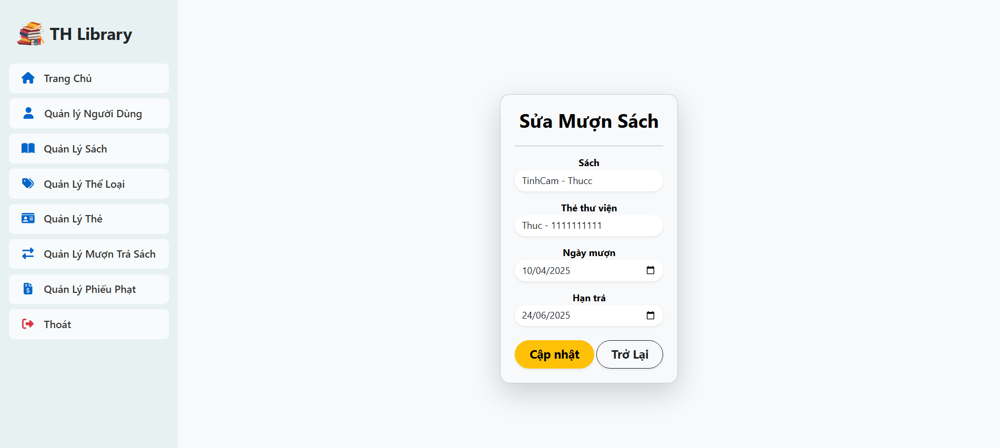 TH Library
Trang Chủ
Quản lý Người Dùng
Quản Lý Sách
Quản Lý Thể Loại
Quản Lý Thẻ
Quản Lý Mượn Trả Sách
Quản Lý Phiếu Phạt
Thoát
Sửa Mượn Sách
Sách
TinhCam - Thucc
Thẻ thư viện
Thuc - 1111111111
Ngày mượn
10/04/2025
Hạn trả
24/06/2025
Cập nhật Trở Lại